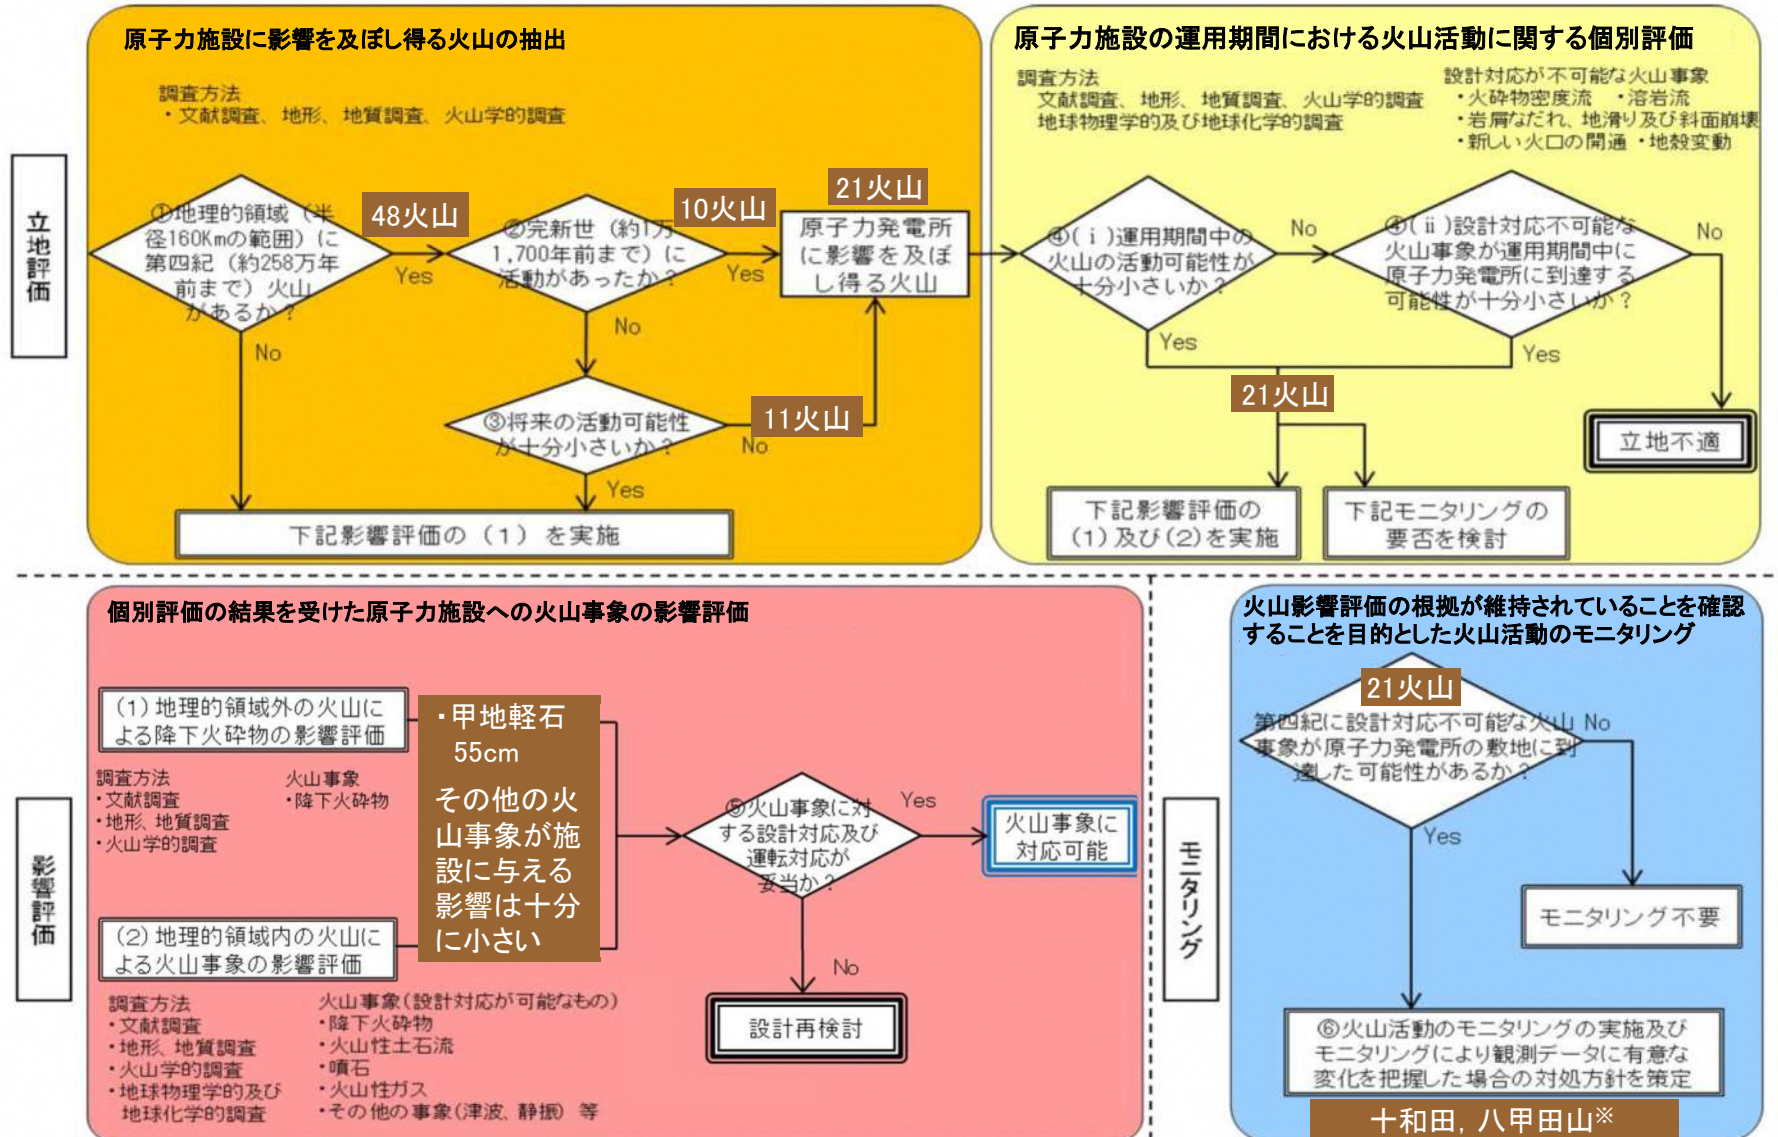 原子力施設に影響を及ぼし得る火山の抽出
調査方法
・文献調査、地形、地質調査、火山学的調査
立地評価
①地理的領域（半
径160Kmの範囲）に
第四紀（約258万年
前まで）火山
があるか？
48火山
Yes
No
②完新世（約1万
1,700年前まで）に
活動があったか？
10火山
Yes
No
21火山
原子力発電所
に影響を及ぼ
し得る火山
③将来の活動可能性
が十分小さいか？
11火山
No
Yes
下記影響評価の（1）を実施
原子力施設の運用期間における火山活動に関する個別評価
調査方法
文献調査、地形、地質調査、火山学的調査
地球物理学的及び地球化学的調査
設計対応が不可能な火山事象
・火砕物密度流　・溶岩流
・岩屑なだれ、地滑り及び斜面崩壊
・新しい火口の開通・地殻変動
④(ⅰ)運用期間中の
火山の活動可能性が
十分小さいか？
No
Yes
④(ⅱ)設計対応不可能な
火山事象が運用期間中に
原子力発電所に到達する
可能性が十分小さいか？
No
Yes
21火山
立地不適
下記影響評価の
(1)及び(2)を実施
下記モニタリングの
要否を検討
個別評価の結果を受けた原子力施設への火山事象の影響評価
影響評価
(1)地理的領域外の火山に
よる降下火砕物の影響評価
調査方法
・文献調査
・地形、地質調査
・火山学的調査
火山事象
・降下火砕物
(2)地理的領域内の火山に
よる火山事象の影響評価
調査方法
・文献調査
・地形、地質調査
・火山学的調査
・地球物理学的及び
地球化学的調査
火山事象(設計対応が可能なもの)
・降下火砕物
・火山性土石流
・噴石
・火山性ガス
・その他の事象(津波、静振)等
・甲地軽石
55cm
その他の火
山事象が施
設に与える
影響は十分
に小さい
⑤火山事象に対
する設計対応及び
運転対応が
妥当か？
Yes
No
火山事象に
対応可能
設計再検討
火山影響評価の根拠が維持されていることを確認
することを目的とした火山活動のモニタリング
モニタリング
21火山
第四紀に設計対応不可能な火山
事象が原子力発電所の敷地に到
達した可能性があるか？
No
Yes
モニタリング不要
⑥火山活動のモニタリングの実施及び
モニタリングにより観測データに有意な
変化を把握した場合の対処方針を策定
十和田, 八甲田山※